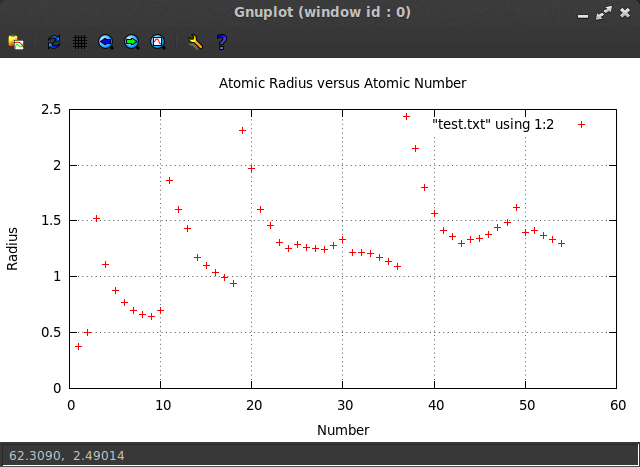 Gnuplot (window id : 0)
?
Atomic Radius versus Atomic Number
"test.txt" using 1:2
2.5
2
1.5
1
0.5
0
Radius
0 10 20 30 40 50 60
Number
62.3090, 2.49014